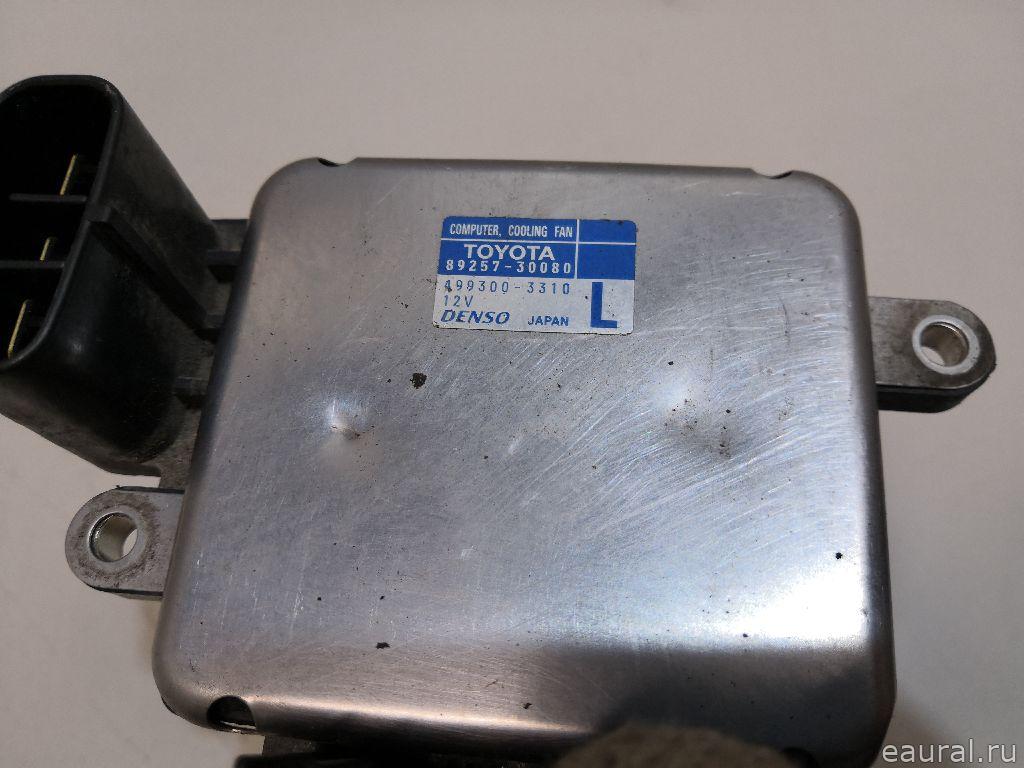 COMPUTER, COOLING FAN
TOYOTA
89257-30080
499300-3310
12V
L
DENSO JAPAN
eaural.ru